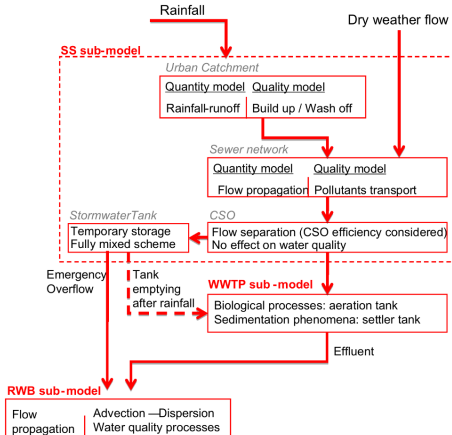 Rainfall
Dry weather flow
SS sub-model
Urban Catchment
Quantity model Quality model
Rainfall-runoff Build up / Wash off
Sewer network
Quantity model Quality model
Flow propagation Pollutants transport
StormwaterTank
CSO
Temporary storage
Fully mixed scheme
Flow separation (CSO efficiency considered)
No effect on water quality
Emergency
Overflow
Tank
emptying
after rainfall
WWTP sub-model
Biological processes: aeration tank
Sedimentation phenomena: settler tank
Effluent
RWB sub-model
Flow
propagation
Advection —Dispersion
Water quality processes